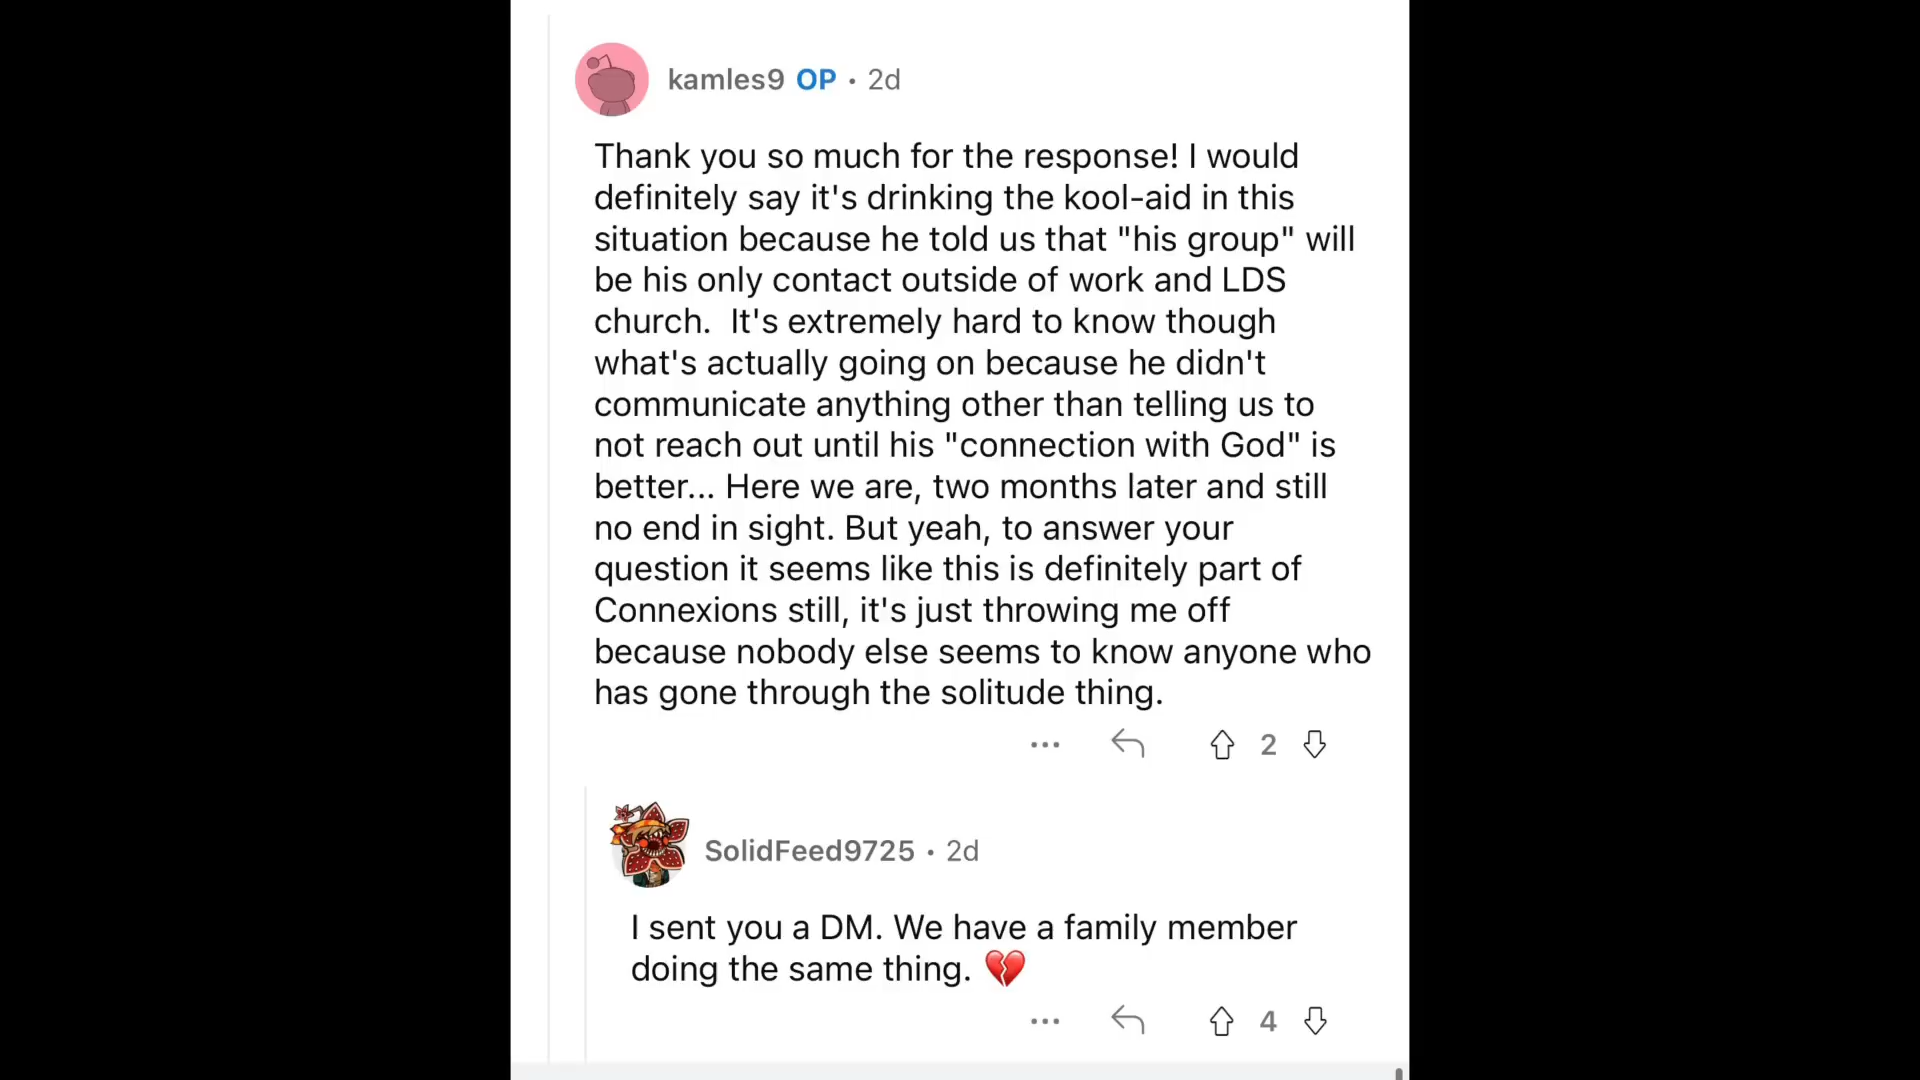 kamles9 OP • 2d
Thank you so much for the response! I would
definitely say it's drinking the kool-aid in this
situation because he told us that "his group" will
be his only contact outside of work and LDS
church.  It's extremely hard to know though
what's actually going on because he didn't
communicate anything other than telling us to
not reach out until his "connection with God" is
better... Here we are, two months later and still
no end in sight. But yeah, to answer your
question it seems like this is definitely part of
Connexions still, it's just throwing me off
because nobody else seems to know anyone who
has gone through the solitude thing.
2
SolidFeed9725 • 2d
I sent you a DM. We have a family member
doing the same thing. 💔
4